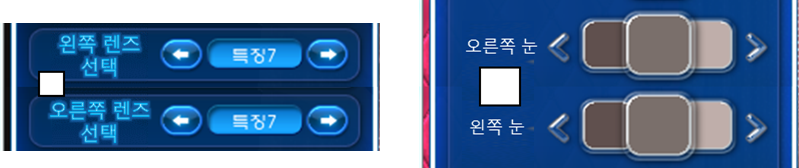 왼쪽 렌즈
선택
특징7
오른쪽 렌즈
선택
특징7
오른쪽 눈
왼쪽 눈